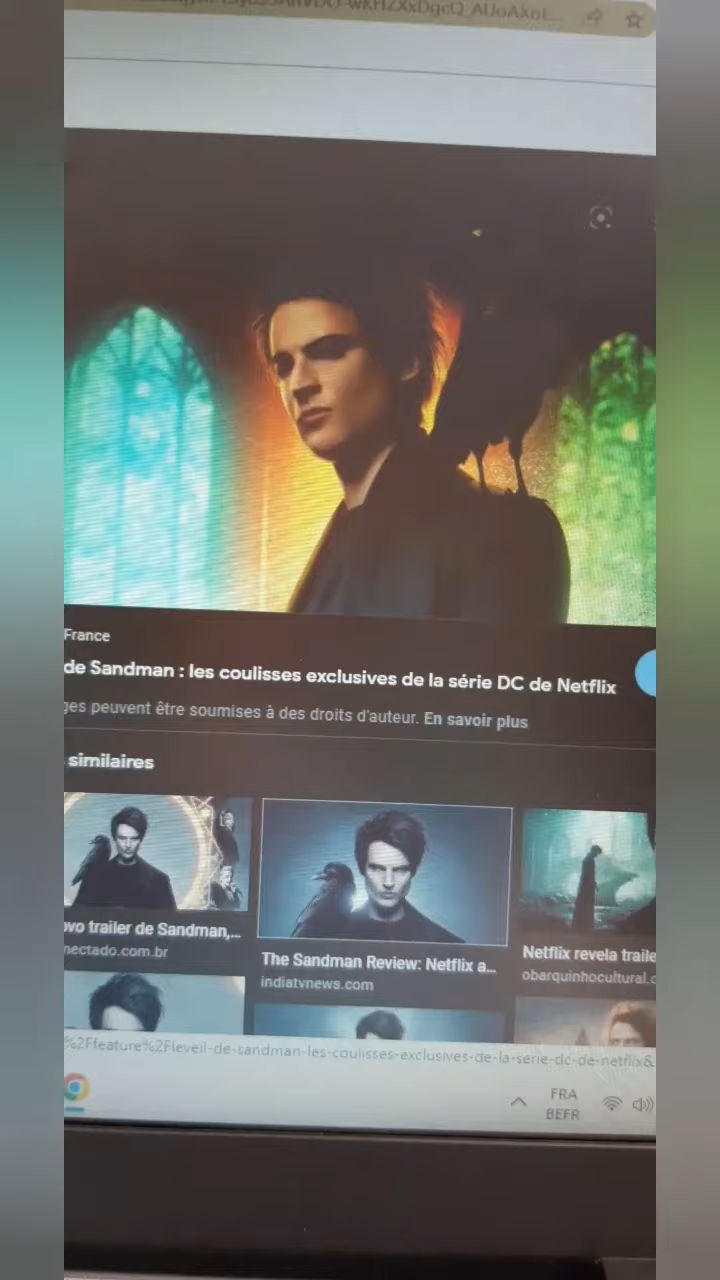 France
de Sandman : les coulisses exclusives de la série DC de Netflix
ges peuvent être soumises à des droits d'auteur. En savoir plus
similaires
ovo trailer de Sandman,...
nectado.com.br
The Sandman Review: Netflix a...
indiatvnews.com
Netflix revela traile
obarquinhocultural.c
%2Ffeature%2Fleveil-de-sandman-les-coulisses-exclusives-de-la-serie-dc-de-netflix&
FRA
BEFR